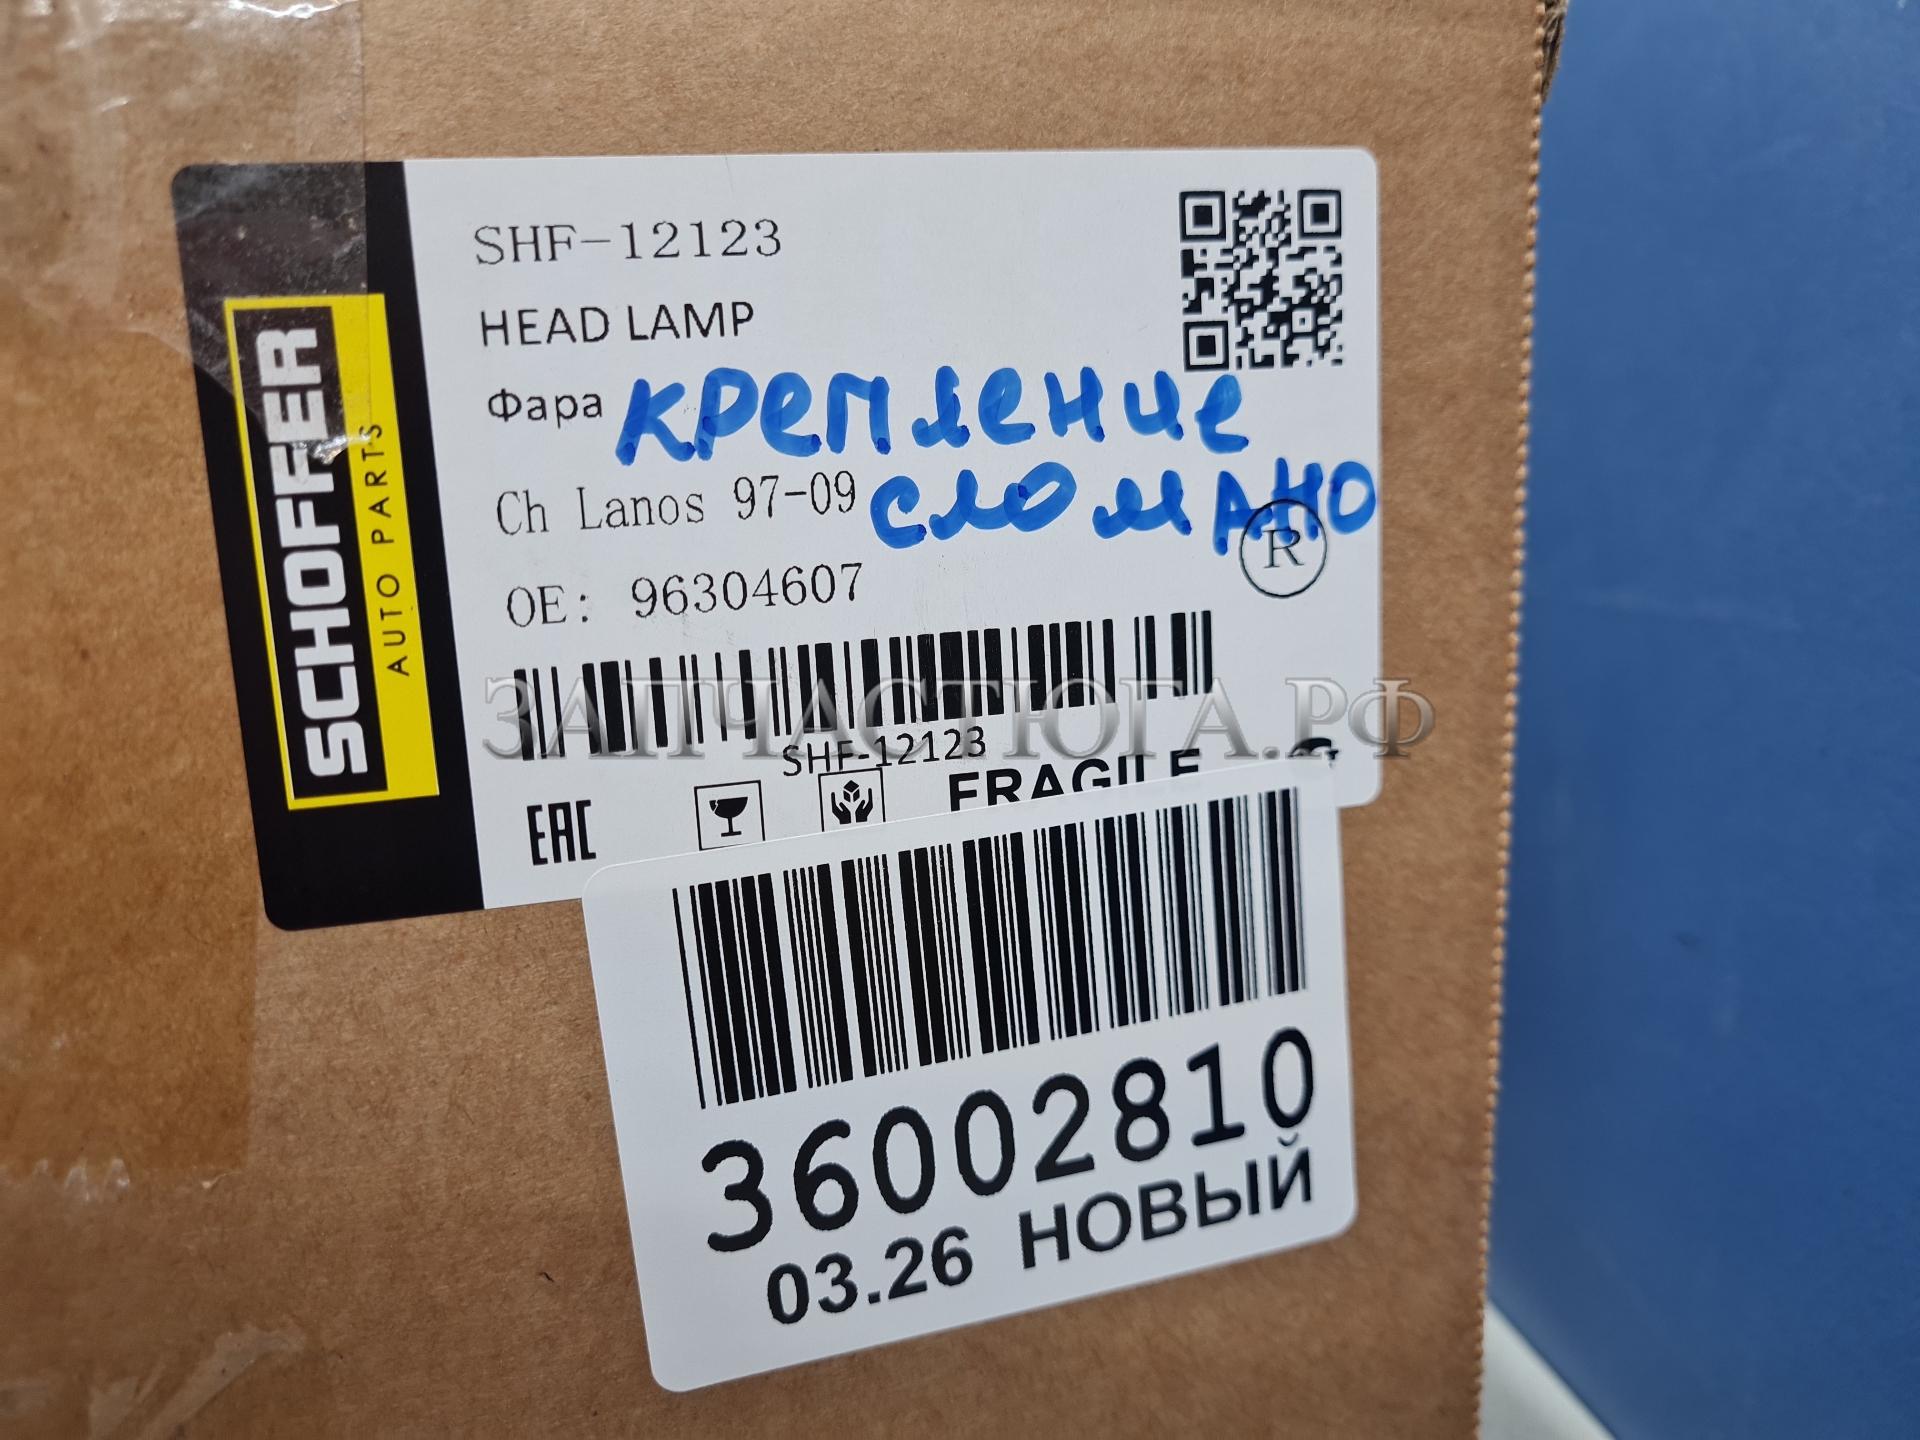 SCHOFFER
AUTO PARTS
SHF-12123
HEAD LAMP
Фара крепление
Ch Lanos 97-09 сломано
R
OE: 96304607
ЗАПЧАСТЮГА.РФ
SHF-12123
EAC
FRAGILE
36002810
03.26 НОВЫЙ